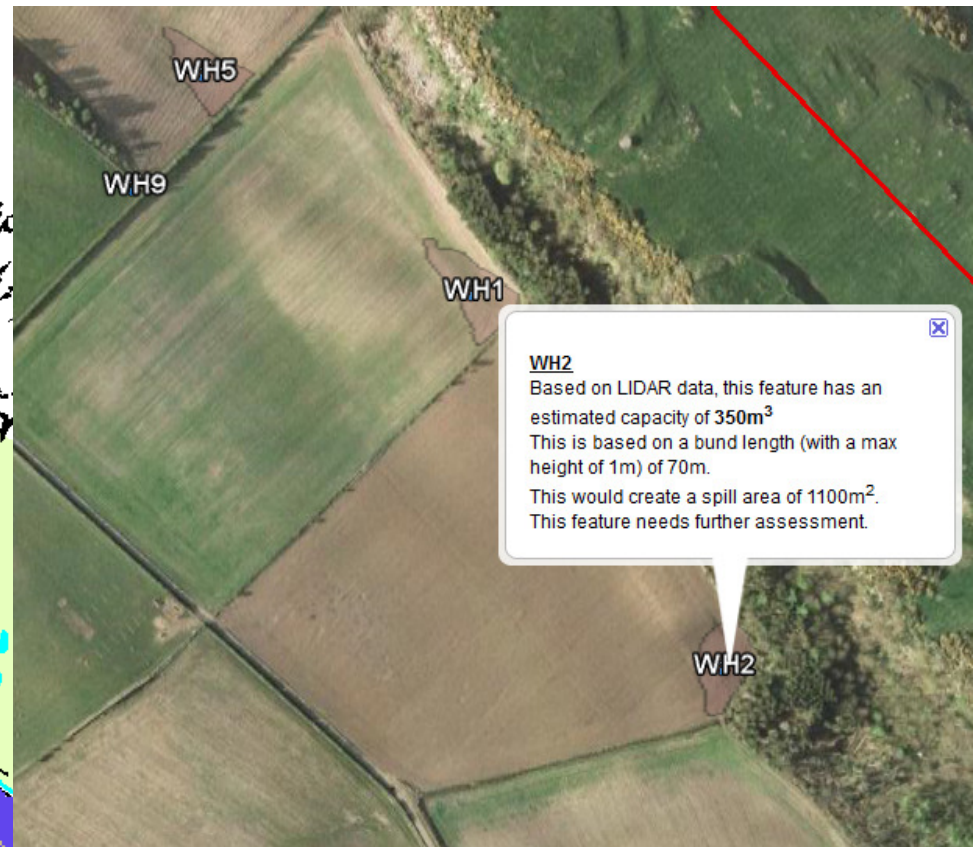 WH5
WH9
WH1
WH2
Based on LIDAR data, this feature has an
estimated capacity of 350m³
This is based on a bund length (with a max
height of 1m) of 70m.
This would create a spill area of 1100m².
This feature needs further assessment.
WH2